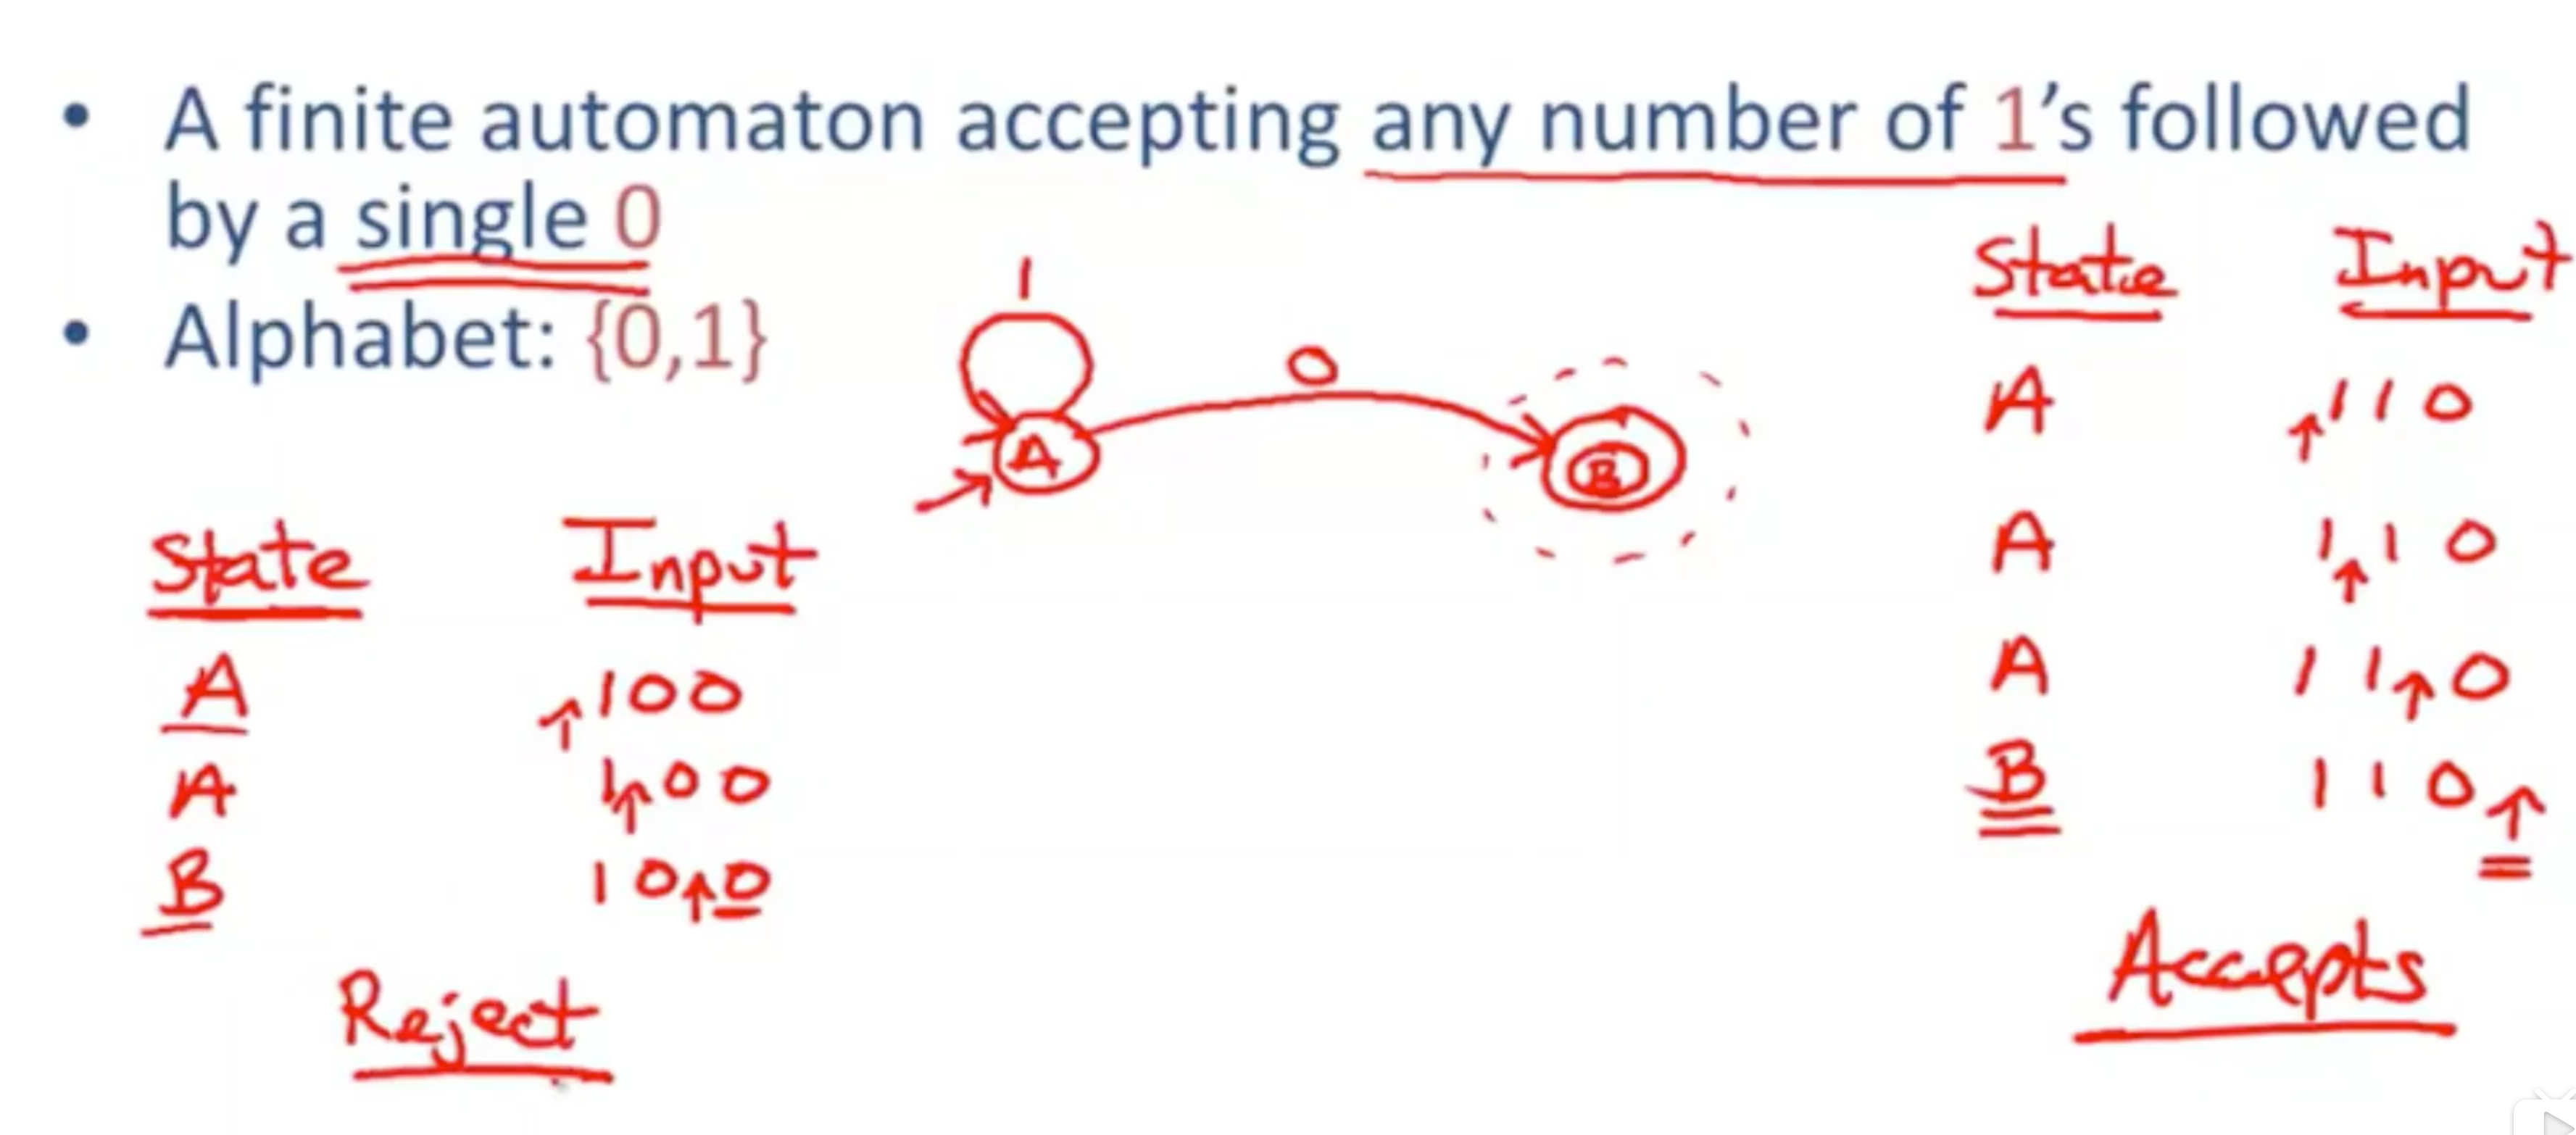 • A finite automaton accepting any number of 1's followed
by a single 0
• Alphabet: {0,1}
1
0
A
B
State Input
A 100
A 100
B 100
Reject
State Input
A 110
A 110
A 110
B 110
Accepts